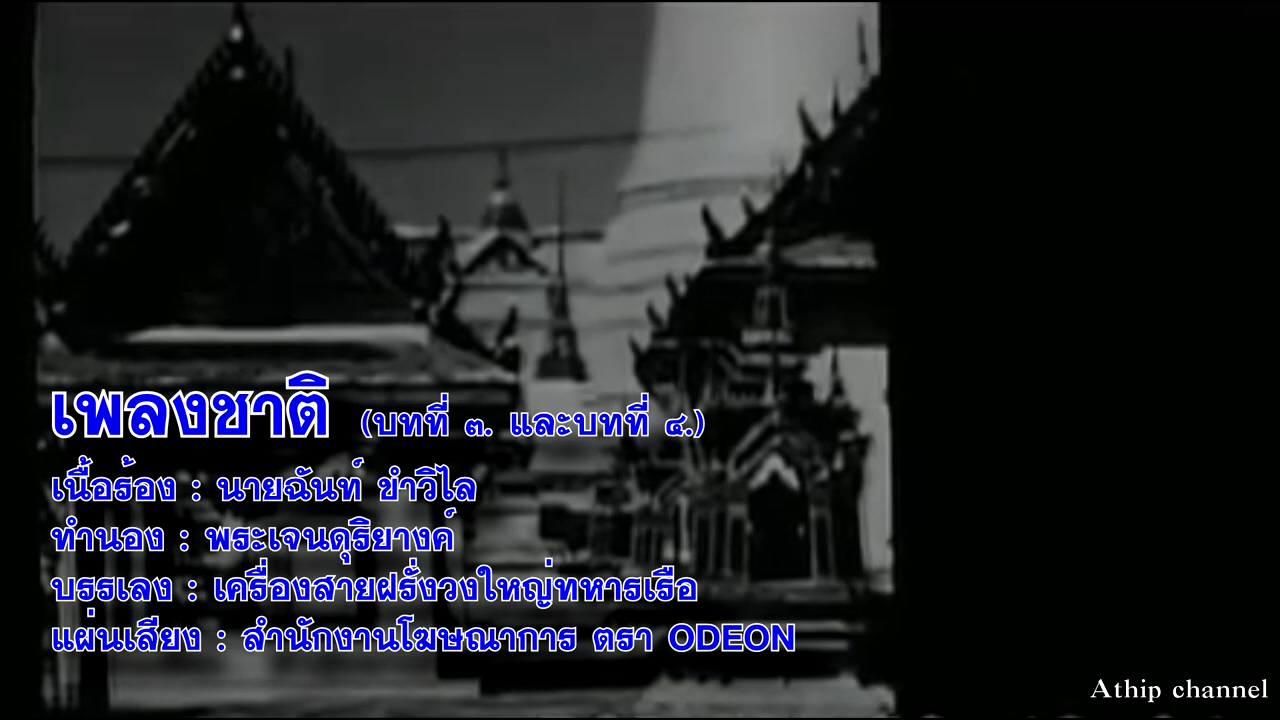 เพลงชาติ (บทที่ ๓. และบทที่ ๔.)
เนื้อร้อง : นายฉันท์ ขำวิไล
ทำนอง : พระเจนดุริยางค์
บรรเลง : เครื่องสายฝรั่งวงใหญ่ทหารเรือ
แผ่นเสียง : สำนักงานโฆษณาการ ตรา ODEON
Athip channel